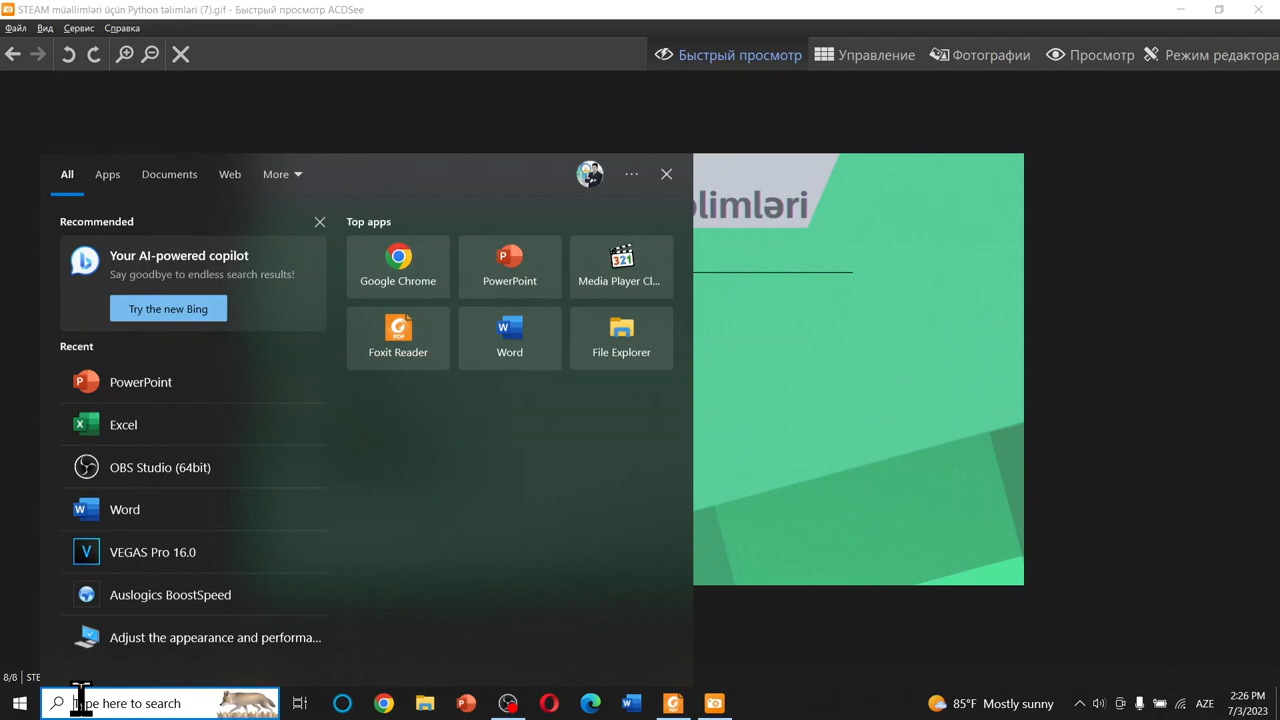 STEAM müəllimləri üçün Python təlimləri (7).gif - Быстрый просмотр ACDSee
Файл Вид Сервис Справка
Быстрый просмотр Управление Фотографии Просмотр Режим редактора
All Apps Documents Web More
əlimləri
Recommended
Top apps
Your AI-powered copilot
Say goodbye to endless search results!
Try the new Bing
Google Chrome PowerPoint Media Player Cl...
Foxit Reader Word File Explorer
Recent
PowerPoint
Excel
OBS Studio (64bit)
Word
VEGAS Pro 16.0
Auslogics BoostSpeed
Adjust the appearance and performa...
8/8 STE
Type here to search
85°F Mostly sunny
AZE
2:26 PM
7/3/2023